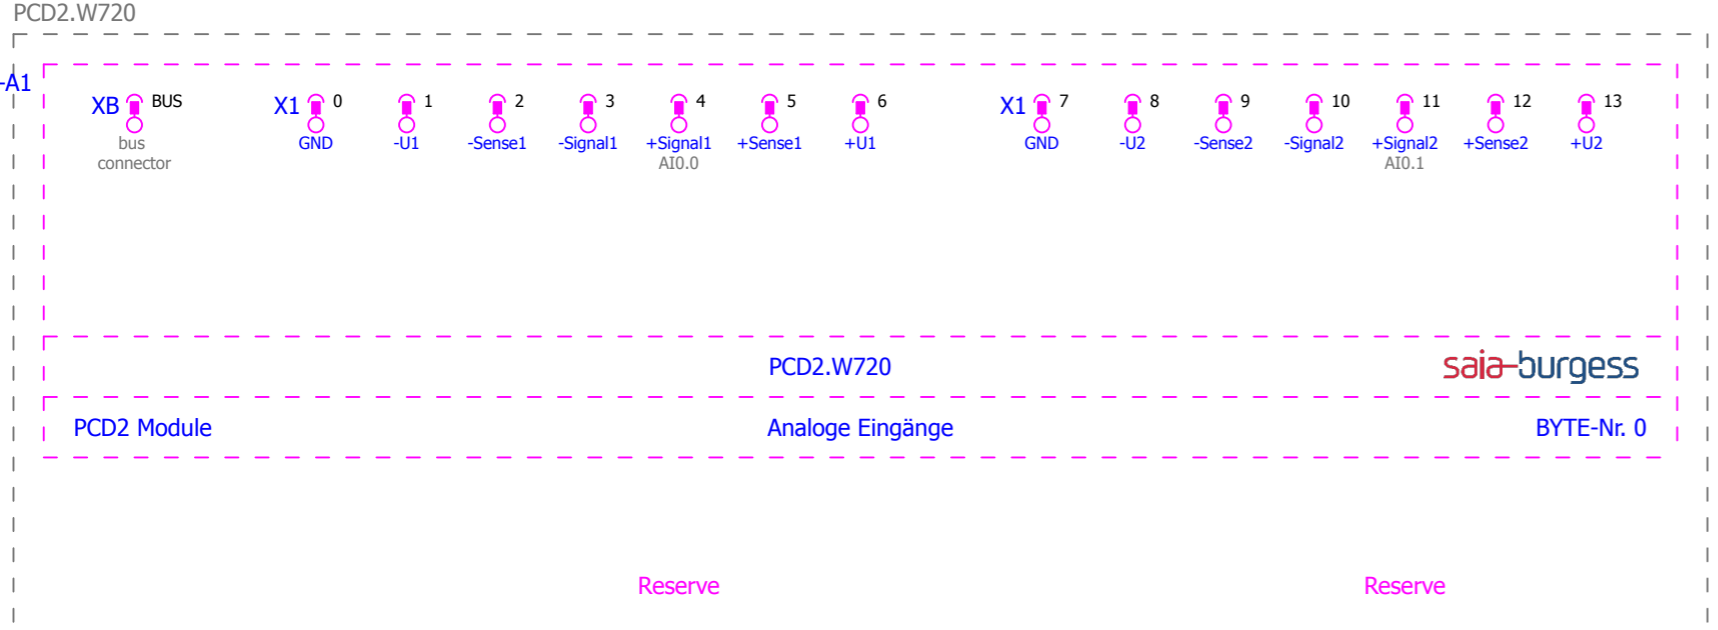 PCD2.W720
-A1
XB BUS X1 0 1 2 3 4 5 6 X1 7 8 9 10 11 12 13
bus GND -U1 -Sense1 -Signal1 +Signal1 +Sense1 +U1 GND -U2 -Sense2 -Signal2 +Signal2 +Sense2 +U2
connector AI0.0 AI0.1
PCD2.W720 saia-burgess
PCD2 Module Analoge Eingänge BYTE-Nr. 0
Reserve Reserve